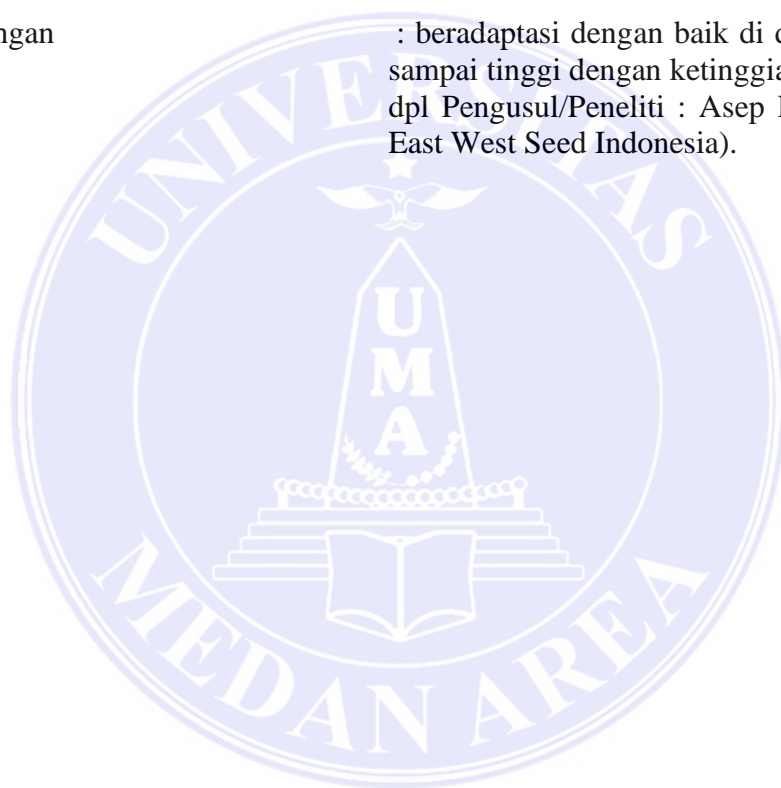 ngan : beradaptasi dengan baik di
sampai tinggi dengan
dpl Pengusul/Peneliti : Asep
East West Seed Indonesia).
UNIVERSITAS
UMA
MEDAN AREA